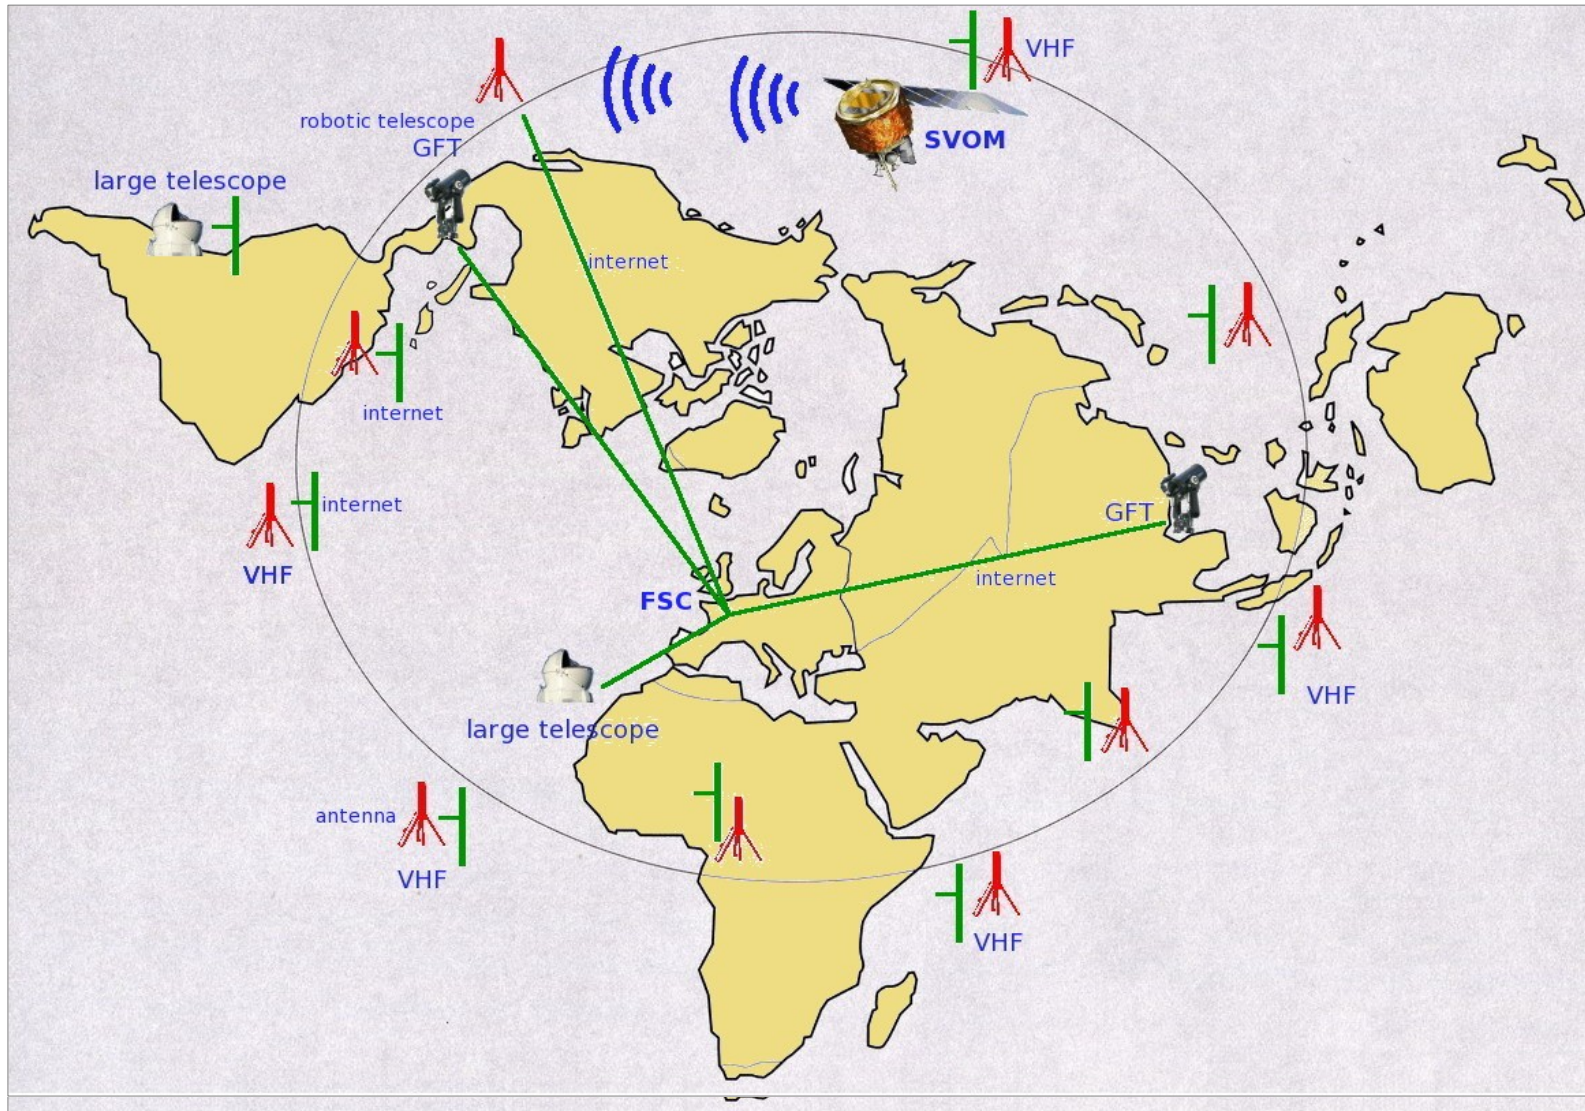 VHF
robotic telescope
GFT
SVOM
large telescope
internet
internet
internet
VHF
GFT
internet
FSC
VHF
large telescope
antenna
VHF
VHF